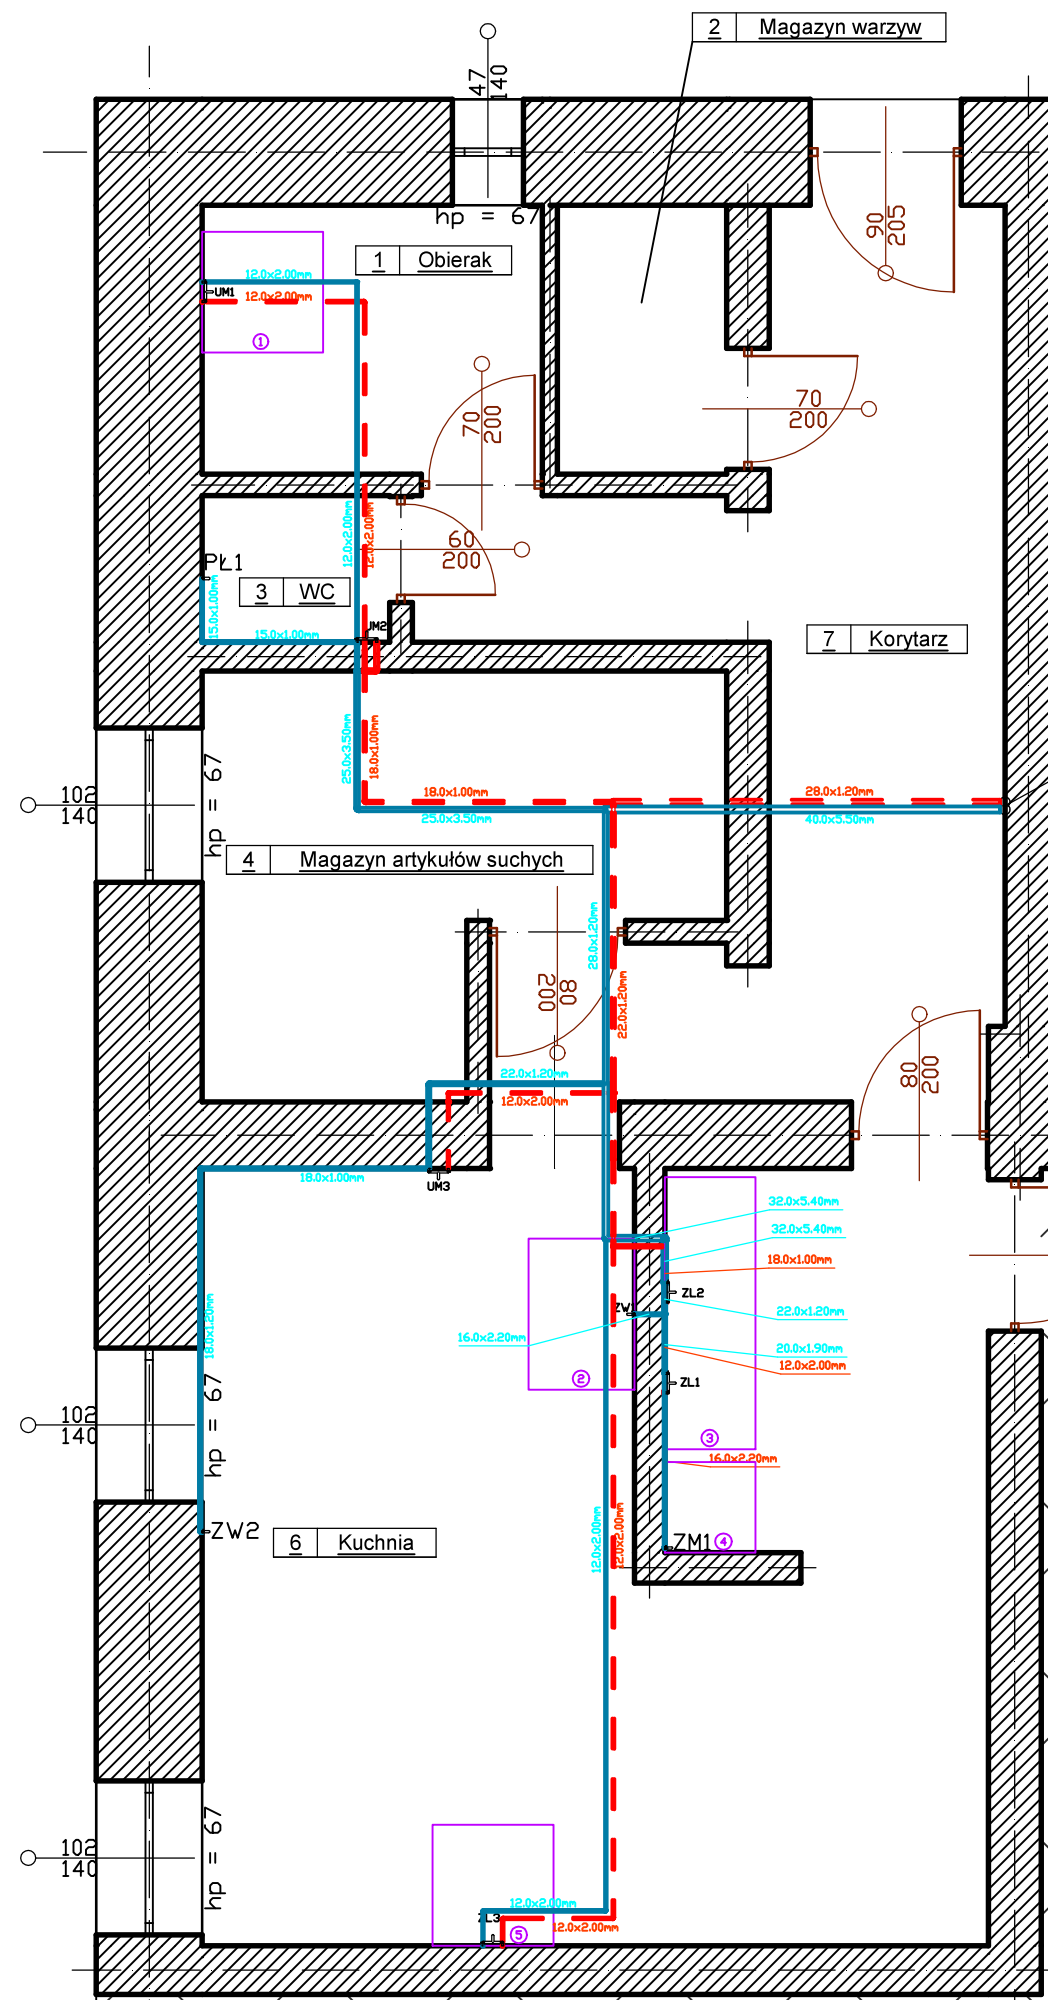 2 Magazyn warzyw
47
140
hp = 67
1 Obierak
90
205
12.0x2.00mm
UM1
12.0x2.00mm
1
70
200
70
200
12.0x2.00mm
12.0x2.00mm
60
200
PŁ1
3 WC
15.0x1.00mm
15.0x1.00mm
UM2
7 Korytarz
25.0x3.50mm
18.0x1.00mm
102
140
hp = 67
18.0x1.00mm
25.0x3.50mm
28.0x1.20mm
40.0x5.50mm
4 Magazyn artykułów suchych
28.0x1.20mm
22.0x1.20mm
80
200
80
200
22.0x1.20mm
12.0x2.00mm
18.0x1.00mm
UM3
32.0x5.40mm
32.0x5.40mm
18.0x1.00mm
ZL2
22.0x1.20mm
16.0x2.20mm
20.0x1.90mm
12.0x2.00mm
ZL1
2
3
18.0x1.20mm
102
140
hp = 67
16.0x2.20mm
ZW2
6 Kuchnia
ZM1
4
12.0x2.00mm
12.0x2.00mm
102
140
hp = 67
12.0x2.00mm
ZL3
12.0x2.00mm
5